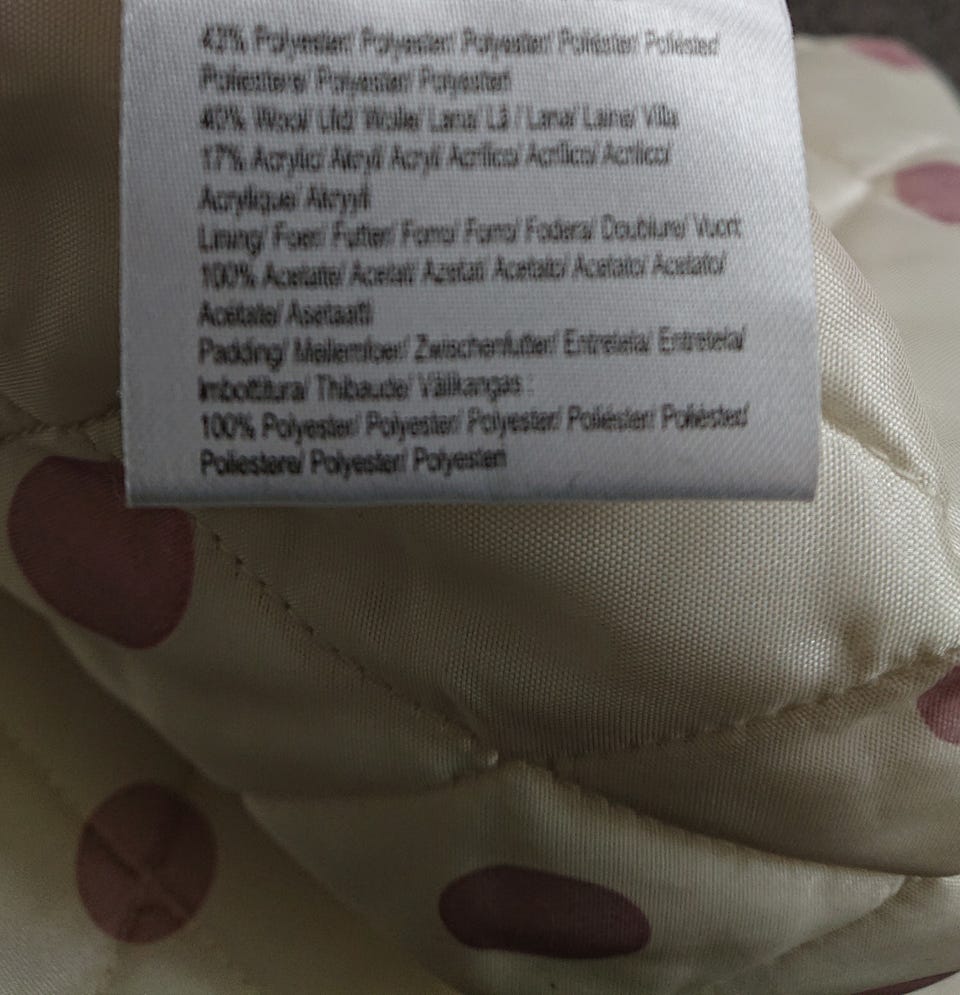 43% Polyester/ Polyester/ Polyester/ Poliéster/ Poliéster/
Poliestere/ Polyester/ Polyesteri
40% Wool/ Uld/ Wolle/ Lana/ Lã / Lana/ Laine/ Villa
17% Acrylic/ Akryl/ Acryl/ Acrílico/ Acrílico/ Acrilico/
Acrylique/ Akryyli
Lining/ Foer/ Futter/ Forro/ Forro/ Fodera/ Doublure/ Vuori:
100% Acetate/ Acetat/ Azetat/ Acetato/ Acetato/ Acetato/
Acétate/ Asetaatti
Padding/ Mellemfoer/ Zwischenfutter/ Entretela/ Entretela/
Imbottitura/ Thibaude/ Välikangas :
100% Polyester/ Polyester/ Polyester/ Poliéster/ Poliéster/
Poliestere/ Polyester/ Polyesteri